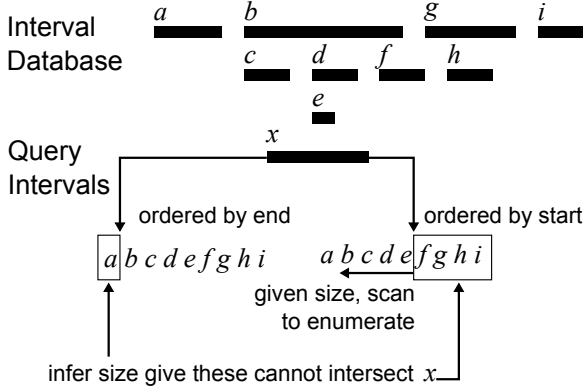 a b g i
Interval
Database
c d f h
e
x
Query
Intervals
ordered by end
ordered by start
a b c d e f g h i
a b c d e f g h i
given size, scan
to enumerate
infer size give these cannot intersect x